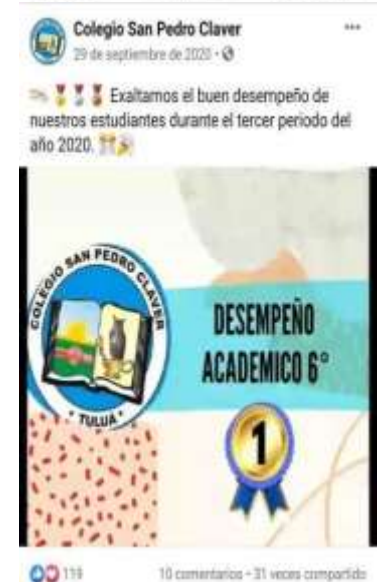 Colegio San Pedro Claver
29 de septiembre de 2020
Exaltamos el buen desempeño de
nuestros estudiantes durante el tercer periodo del
año 2020.
COLEGIO SAN PEDRO CLAVER
• TULUA •
DESEMPEÑO
ACADEMICO 6°
1
119
10 comentarios • 31 veces compartido